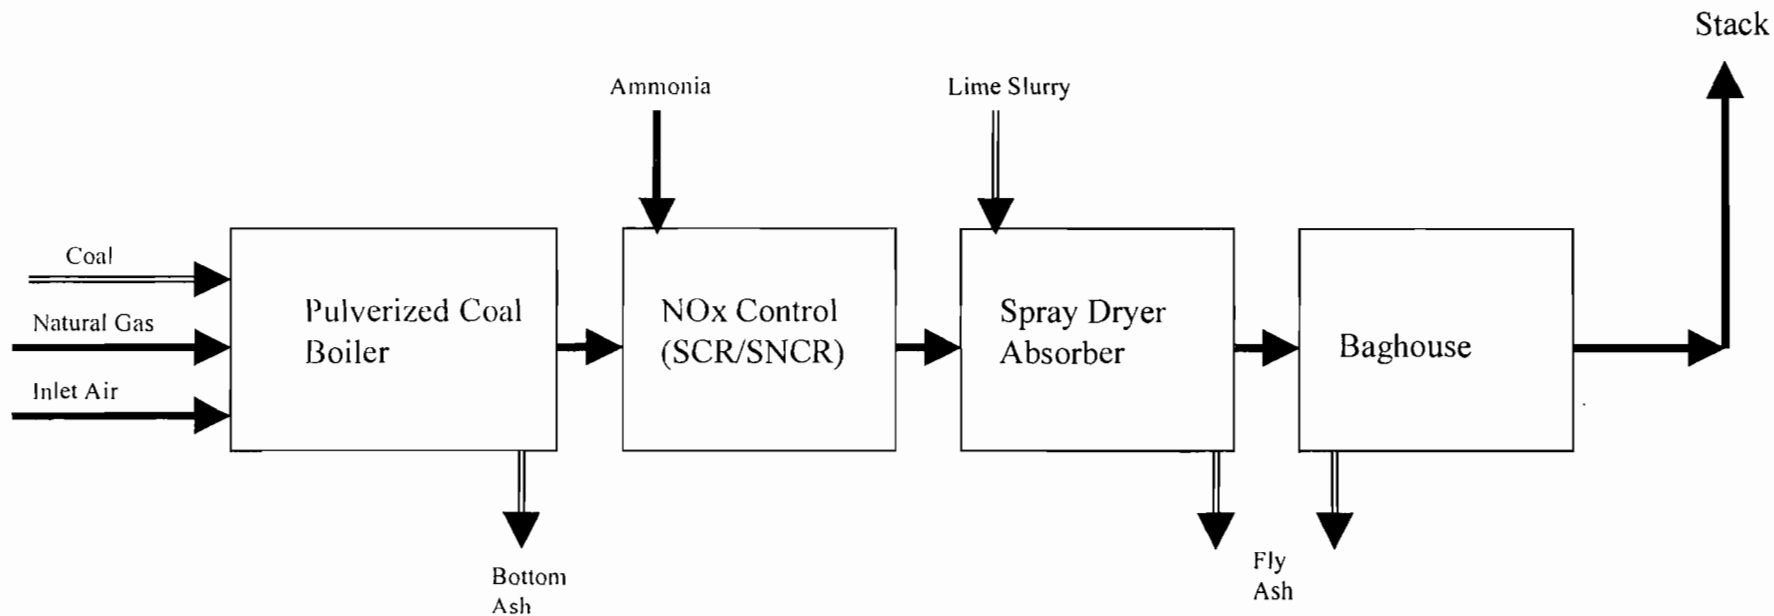 Stack
Ammonia
Lime Slurry
Coal
Natural Gas
Inlet Air
Pulverized Coal
Boiler
NOx Control
(SCR/SNCR)
Spray Dryer
Absorber
Baghouse
Bottom
Ash
Fly
Ash